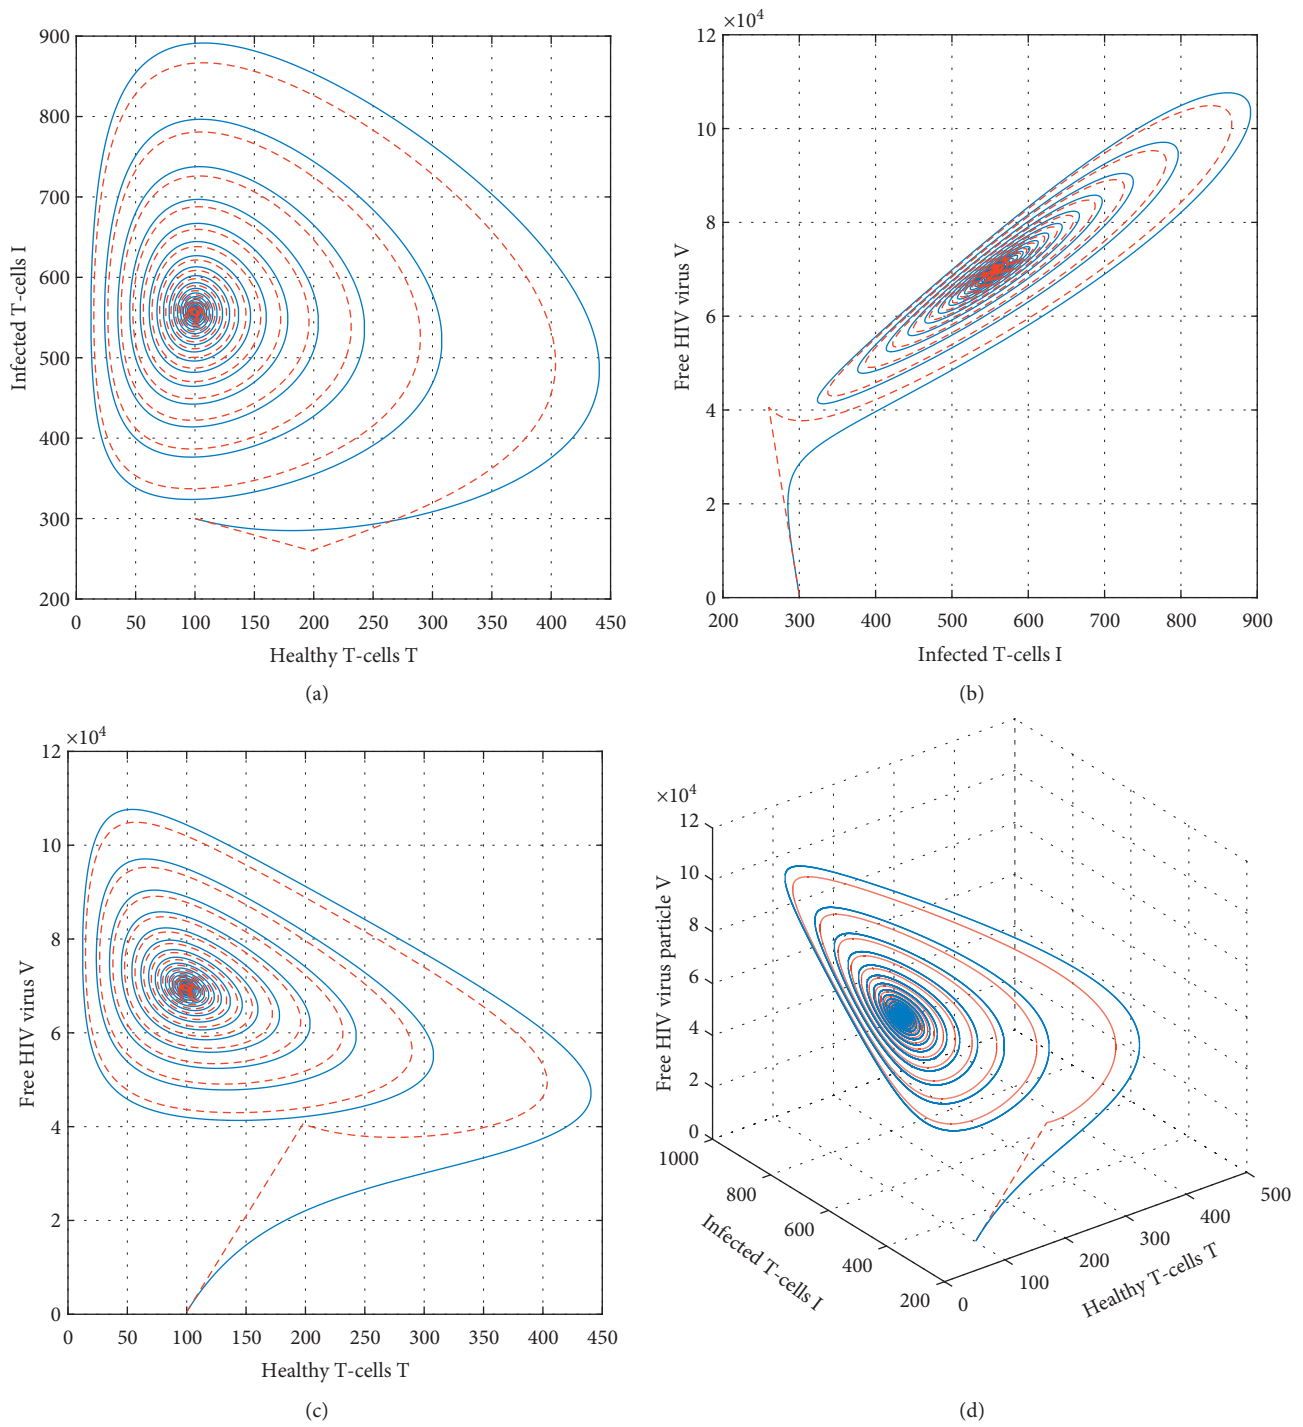 900
800
700
600
500
400
300
200
Infected T-cells I
0 50 100 150 200 250 300 350 400 450
Healthy T-cells T
(a)
×10⁴
12
10
8
6
4
2
0
Free HIV virus V
200 300 400 500 600 700 800 900
Infected T-cells I
(b)
×10⁴
12
10
8
6
4
2
0
Free HIV virus V
0 50 100 150 200 250 300 350 400 450
Healthy T-cells T
(c)
×10⁴
12
10
8
6
4
2
0
Free HIV virus particle V
1000
800
600
400
200
Infected T-cells I
0
100
200
300
400
500
Healthy T-cells T
(d)